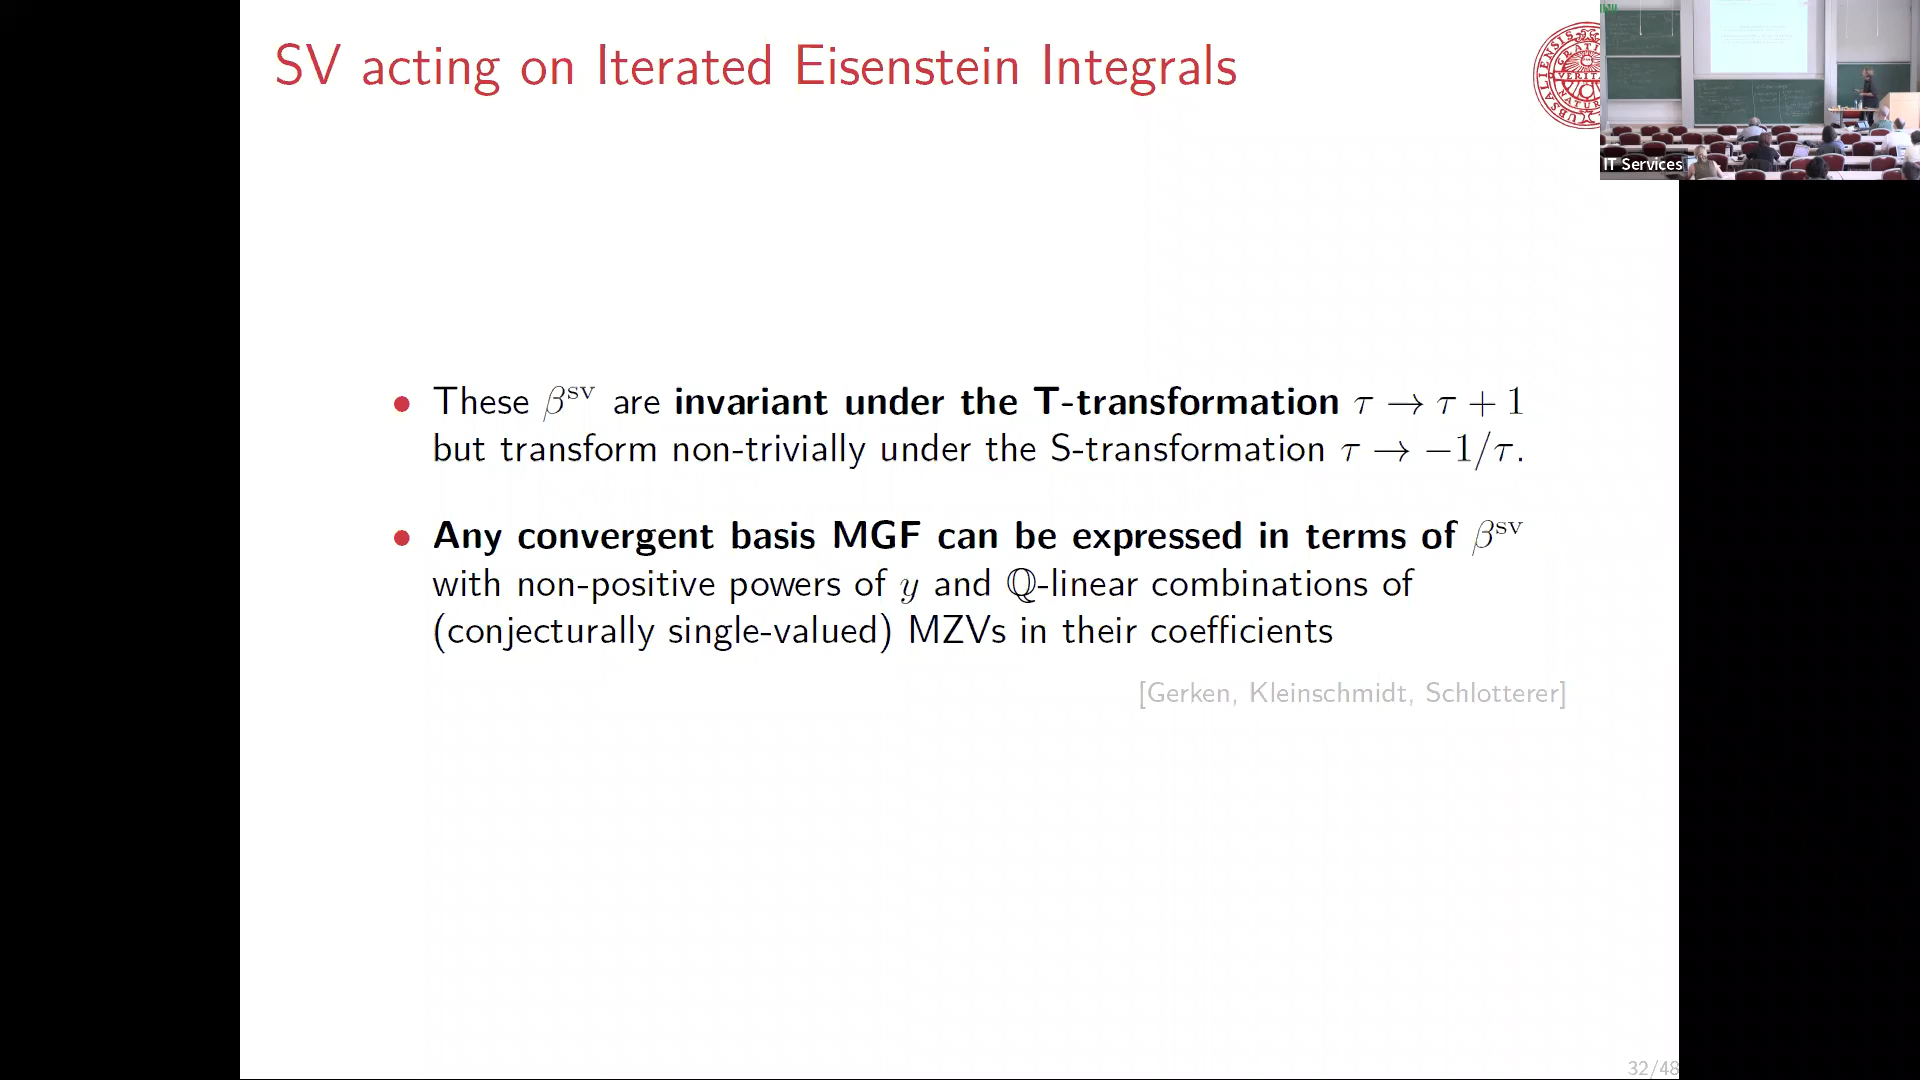 SV acting on Iterated Eisenstein Integrals
IT Services
• These β^sv are invariant under the T-transformation τ → τ + 1
but transform non-trivially under the S-transformation τ → −1/τ.
• Any convergent basis MGF can be expressed in terms of β^sv
with non-positive powers of y and ℚ-linear combinations of
(conjecturally single-valued) MZVs in their coefficients
[Gerken, Kleinschmidt, Schlotterer]
32/48